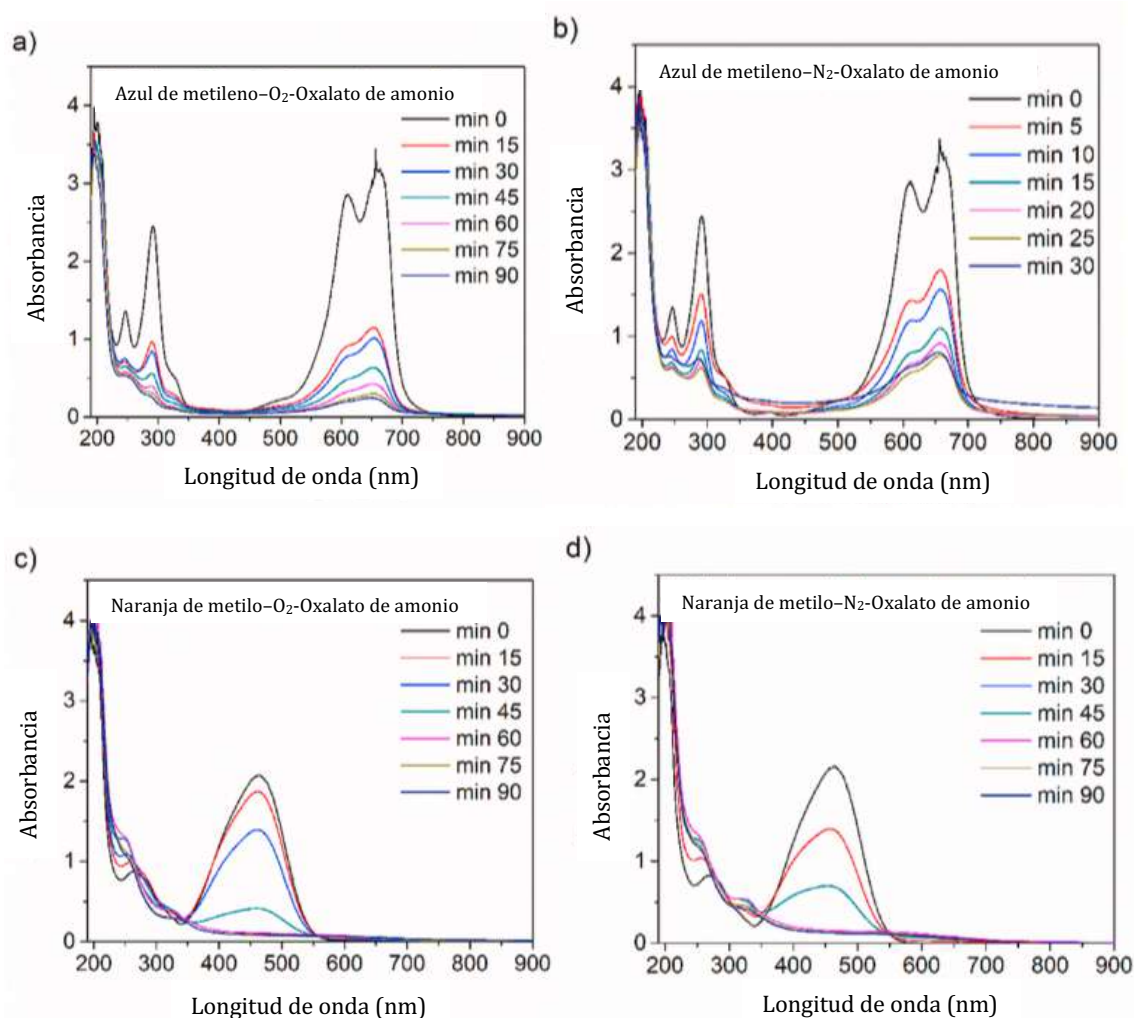 a)
Azul de metileno–O₂-Oxalato de amonio
min 0
min 15
min 30
min 45
min 60
min 75
min 90
Absorbancia
4
3
2
1
0
200 300 400 500 600 700 800 900
Longitud de onda (nm)
b)
Azul de metileno–N₂-Oxalato de amonio
min 0
min 5
min 10
min 15
min 20
min 25
min 30
Absorbancia
4
3
2
1
0
200 300 400 500 600 700 800 900
Longitud de onda (nm)
c)
Naranja de metilo–O₂-Oxalato de amonio
min 0
min 15
min 30
min 45
min 60
min 75
min 90
Absorbancia
4
3
2
1
0
200 300 400 500 600 700 800 900
Longitud de onda (nm)
d)
Naranja de metilo–N₂-Oxalato de amonio
min 0
min 15
min 30
min 45
min 60
min 75
min 90
Absorbancia
4
3
2
1
0
200 300 400 500 600 700 800 900
Longitud de onda (nm)